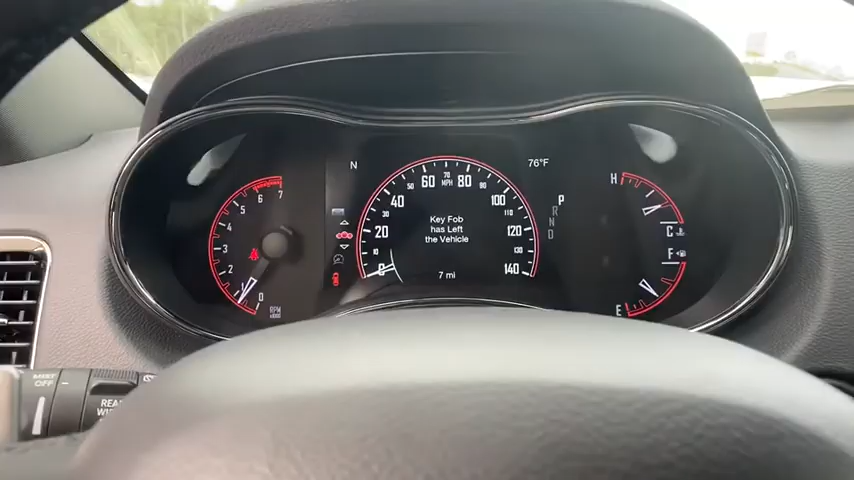 N
76°F
7
6
5
4
3
2
0
RPM
x1000
0
10
20
30
40
50
60
70
80
90
100
110
120
130
140
MPH
Key Fob
has Left
the Vehicle
7 mi
P
R
N
D
H
C
F
E
MIST
OFF
REAR